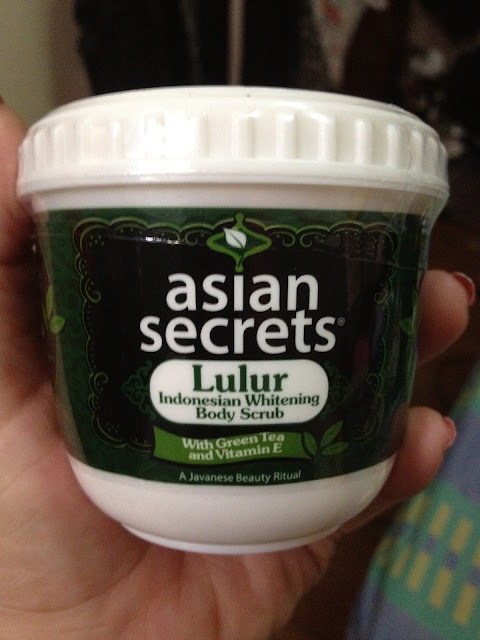 asian
secrets®
Lulur
Indonesian Whitening
Body Scrub
With Green Tea
and Vitamin E
A Javanese Beauty Ritual